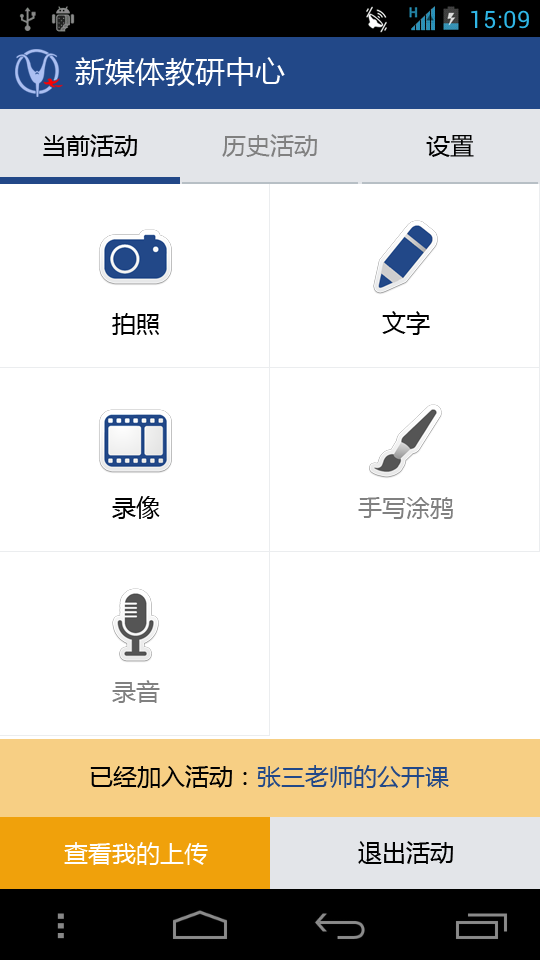 H 15:09
新媒体教研中心
当前活动 历史活动 设置
拍照 文字
录像 手写涂鸦
录音
已经加入活动：张三老师的公开课
查看我的上传 退出活动